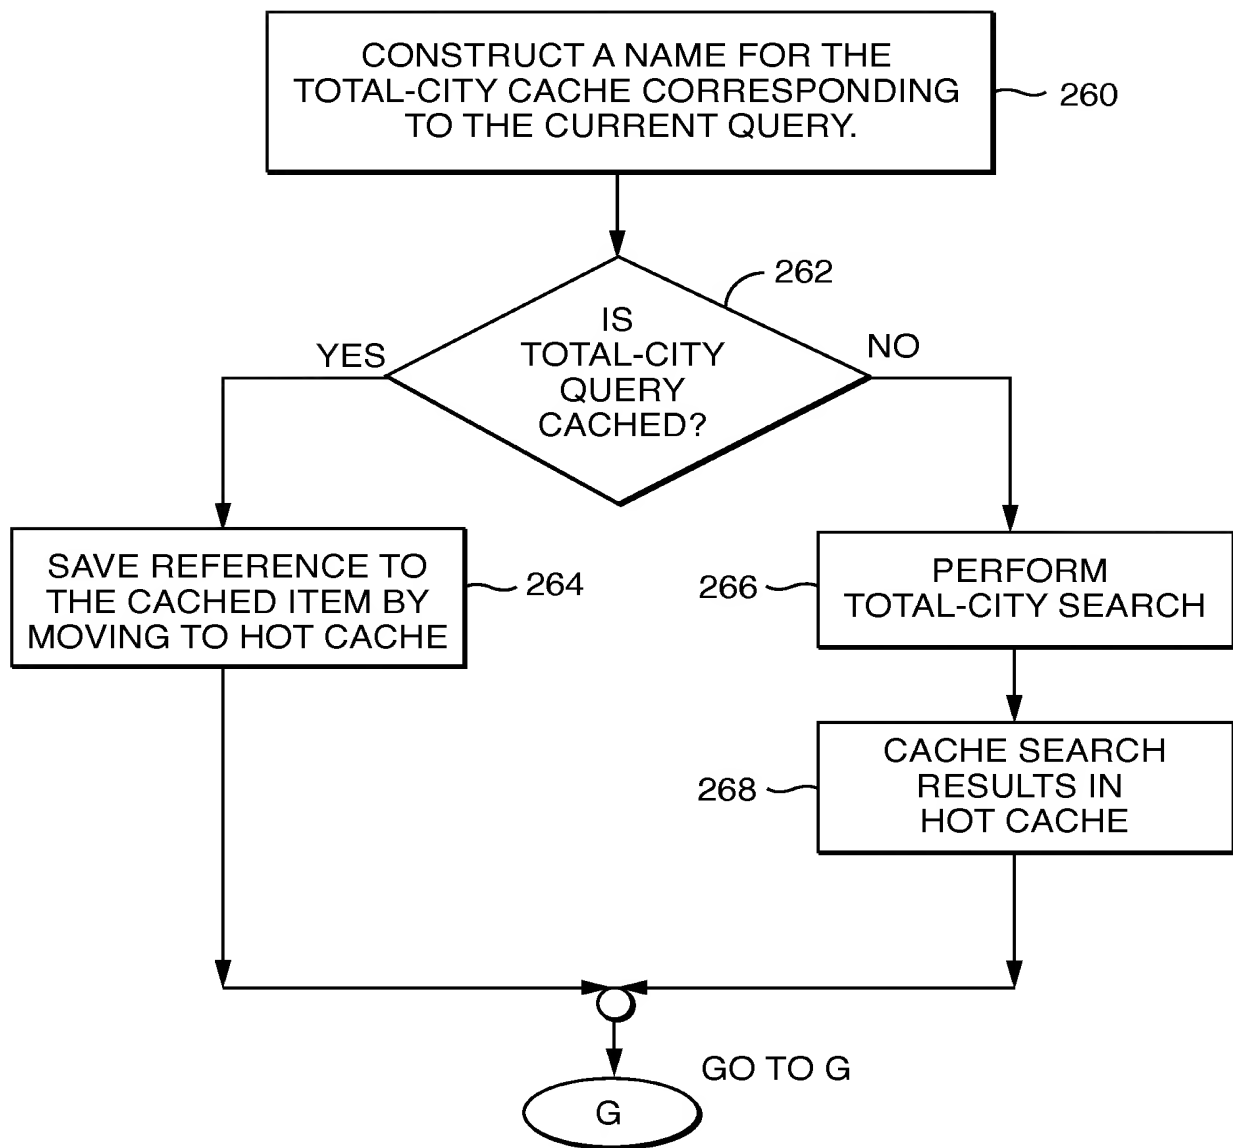 CONSTRUCT A NAME FOR THE
TOTAL-CITY CACHE CORRESPONDING
TO THE CURRENT QUERY.
260
262
IS
TOTAL-CITY
QUERY
CACHED?
YES
NO
SAVE REFERENCE TO
THE CACHED ITEM BY
MOVING TO HOT CACHE
264
266
PERFORM
TOTAL-CITY SEARCH
268
CACHE SEARCH
RESULTS IN
HOT CACHE
GO TO G
G